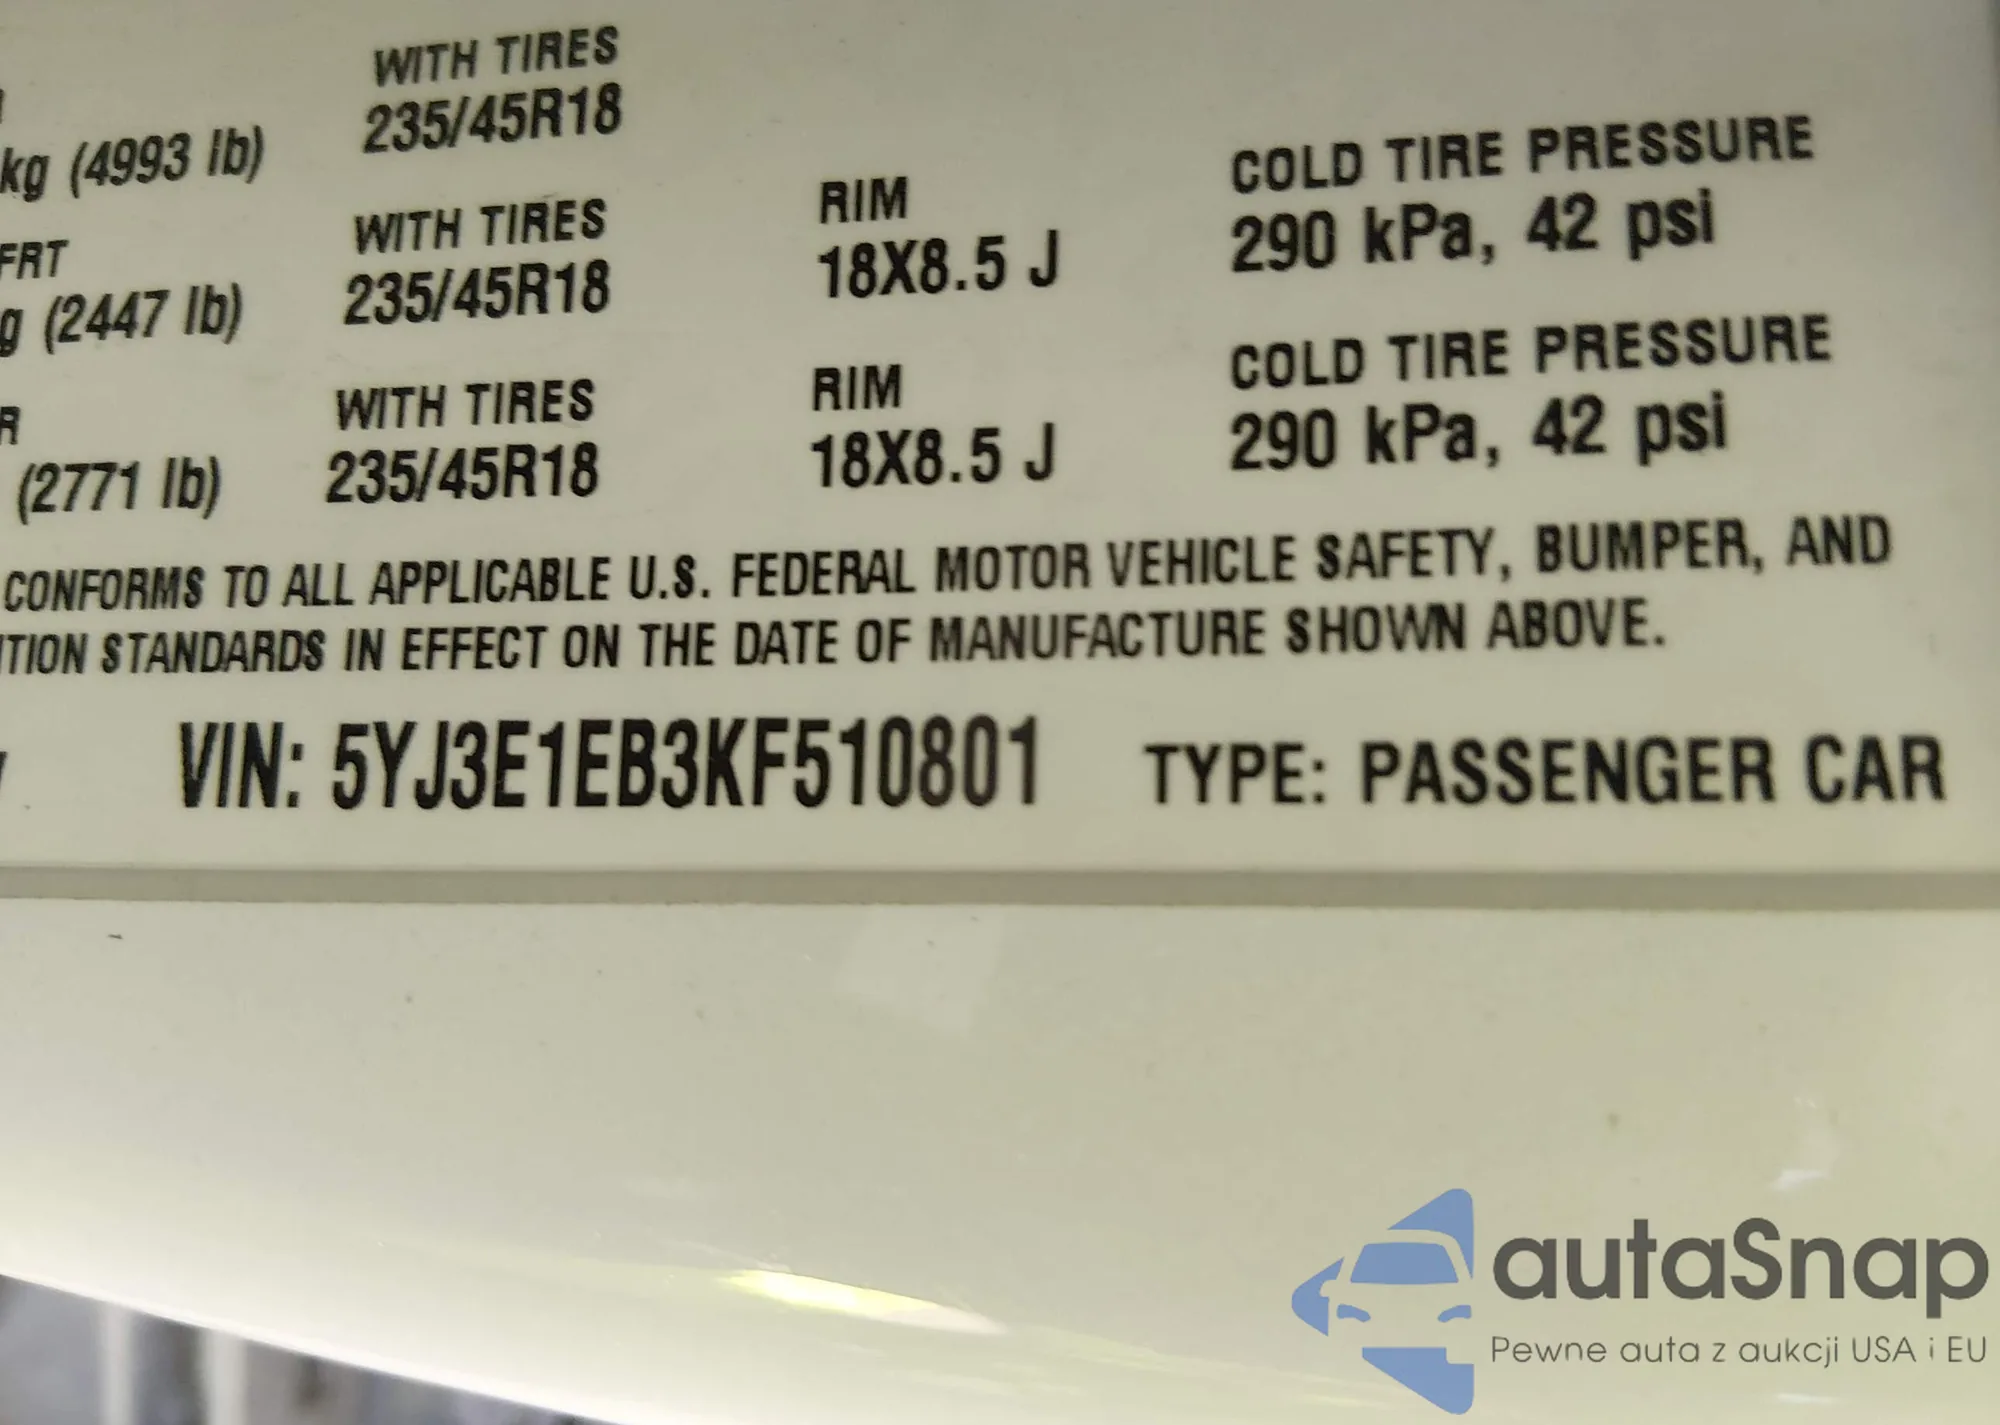 WITH TIRES
kg (4993 lb) 235/45R18
FRT WITH TIRES RIM COLD TIRE PRESSURE
g (2447 lb) 235/45R18 18X8.5 J 290 kPa, 42 psi
R WITH TIRES RIM COLD TIRE PRESSURE
(2771 lb) 235/45R18 18X8.5 J 290 kPa, 42 psi
CONFORMS TO ALL APPLICABLE U.S. FEDERAL MOTOR VEHICLE SAFETY, BUMPER, AND
TION STANDARDS IN EFFECT ON THE DATE OF MANUFACTURE SHOWN ABOVE.
VIN: 5YJ3E1EB3KF510801 TYPE: PASSENGER CAR
autaSnap
Pewne auta z aukcji USA i EU